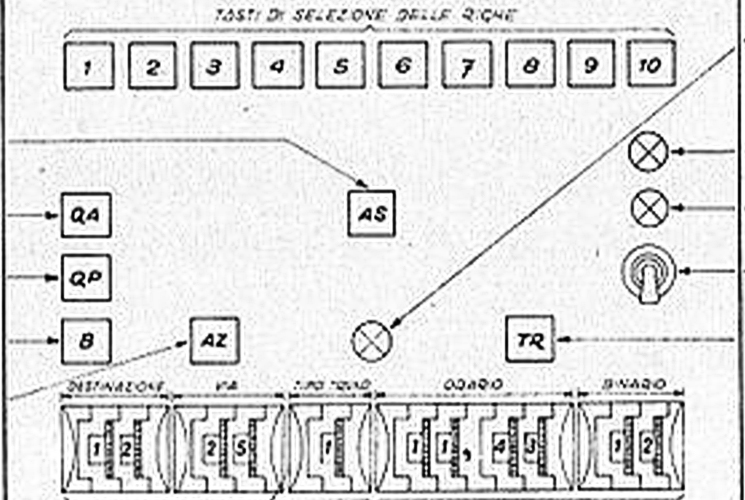 TASTI DI SELEZIONE DELLE RIGHE
1 2 3 4 5 6 7 8 9 10
QA AS
QP
B AZ TR
DESTINAZIONE VIA TIPO TRENO ORARIO BINARIO
1 2 2 5 1 1 1, 4 5 1 2